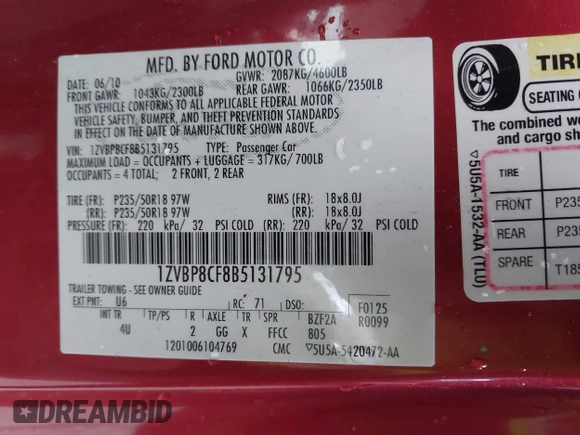 MFD. BY FORD MOTOR CO.
DATE: 06/10 GVWR: 2087KG/4600LB
FRONT GAWR: 1043KG/2300LB REAR GAWR: 1066KG/2350LB
THIS VEHICLE CONFORMS TO ALL APPLICABLE FEDERAL MOTOR
VEHICLE SAFETY, BUMPER, AND THEFT PREVENTION STANDARDS
IN EFFECT ON THE DATE OF MANUFACTURE SHOWN ABOVE.
VIN: 1ZVBP8CF8B5131795 TYPE: Passenger Car
MAXIMUM LOAD = OCCUPANTS + LUGGAGE = 317KG/700LB
OCCUPANTS = 4 TOTAL; 2 FRONT, 2 REAR
TIRE (FR): P235/50R18 97W RIMS (FR): 18x8.0J
(RR): P235/50R18 97W (RR): 18x8.0J
PRESSURE (FR): 220 kPa/ 32 PSI COLD (RR): 220 kPa/ 32 PSI COLD
1ZVBP8CF8B5131795
TRAILER TOWING - SEE OWNER GUIDE
EXT PNT: U6 RC: 71 DSO: F0125
INT TR TP/PS R AXLE TR SPR BZF2A R0099
4U 2 GG X FFCC 805
1201006104769 CMC ▽5U5A-5420472-AA
TIRE
SEATING
The combined
and cargo
▽5U5A-1532-AA (TL0)
TIRE
FRONT P235
REAR P235
SPARE T185
DREAMBID